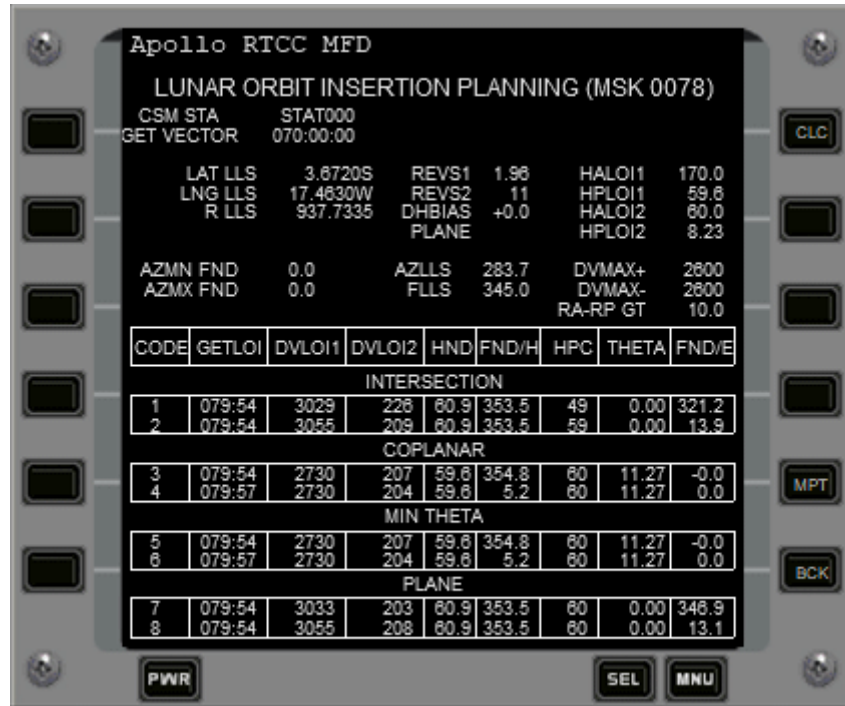 Apollo RTCC MFD
LUNAR ORBIT INSERTION PLANNING (MSK 0078)
CSM STA STAT000
GET VECTOR 070:00:00
CLC
LAT LLS 3.6720S REVS1 1.96 HALOI1 170.0
LNG LLS 17.4630W REVS2 11 HPLOI1 59.6
R LLS 937.7335 DHBIAS +0.0 HALOI2 60.0
PLANE HPLOI2 8.23
AZMN FND 0.0 AZLLS 283.7 DVMAX+ 2600
AZMX FND 0.0 FLLS 345.0 DVMAX- 2600
RA-RP GT 10.0
CODE GETLOI DVLOI1 DVLOI2 HND FND/H HPC THETA FND/E
INTERSECTION
1 079:54 3029 226 60.9 353.5 49 0.00 321.2
2 079:54 3055 209 60.9 353.5 59 0.00 13.9
COPLANAR
3 079:54 2730 207 59.6 354.8 60 11.27 -0.0
4 079:57 2730 204 59.6 5.2 60 11.27 0.0
MPT
MIN THETA
5 079:54 2730 207 59.6 354.8 60 11.27 -0.0
6 079:57 2730 204 59.6 5.2 60 11.27 0.0
BCK
PLANE
7 079:54 3033 203 60.9 353.5 60 0.00 346.9
8 079:54 3055 208 60.9 353.5 60 0.00 13.1
PWR SEL MNU